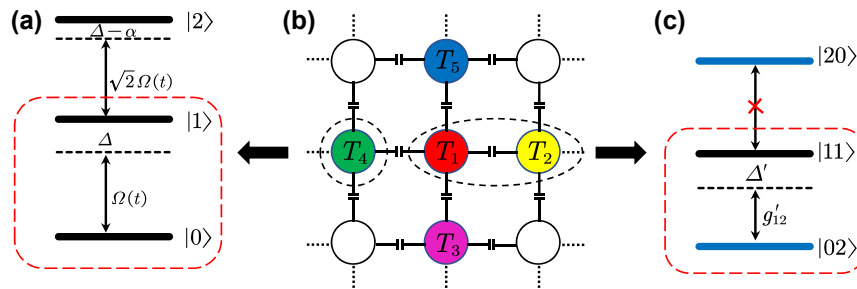 (a)
|2⟩
Δ−α
√2 Ω(t)
|1⟩
Δ
Ω(t)
|0⟩
(b)
T₅
T₄
T₁
T₂
T₃
(c)
|20⟩
|11⟩
Δ′
g′₁₂
|02⟩